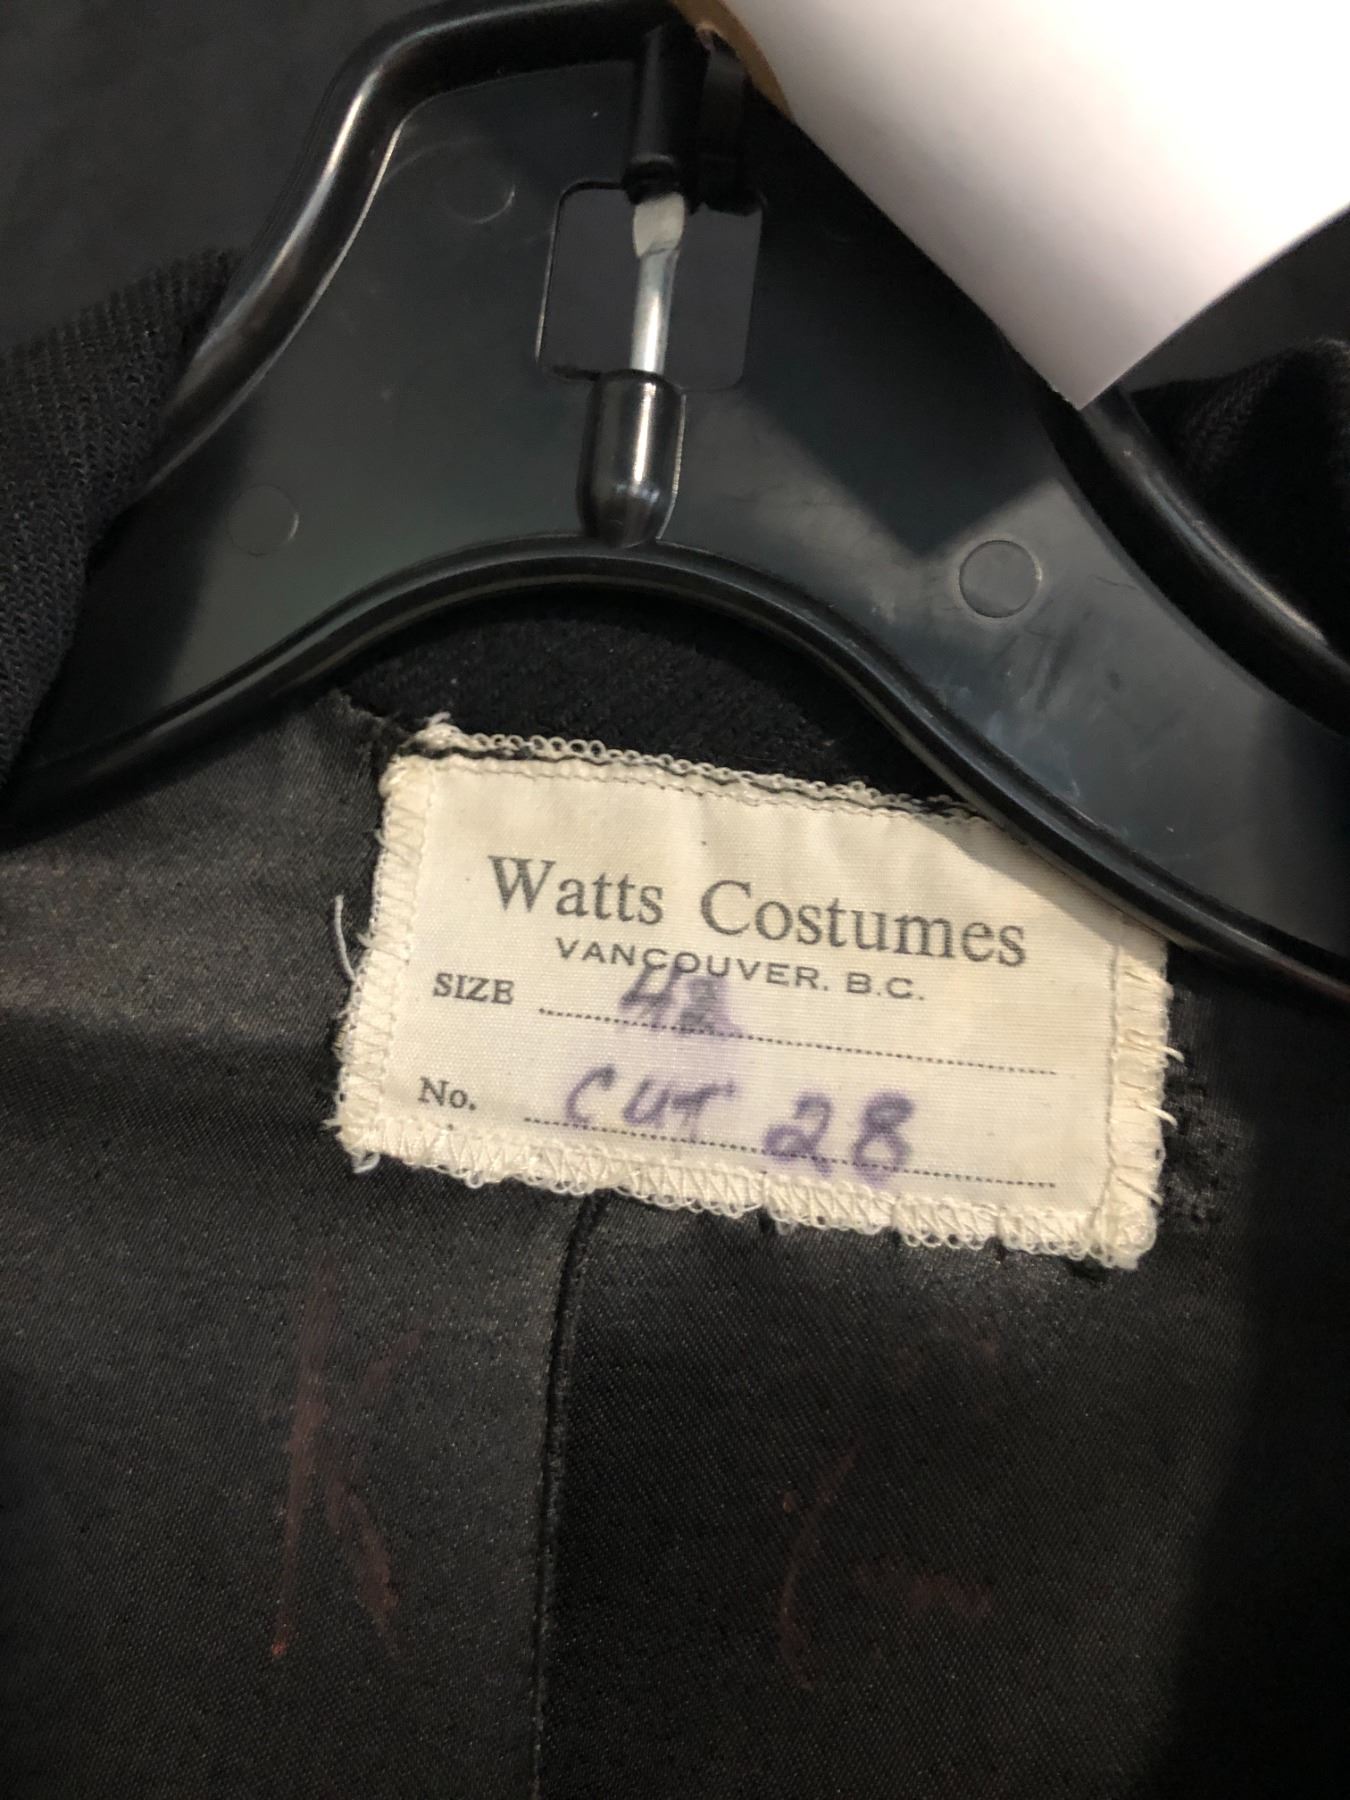 Watts Costumes
VANCOUVER, B.C.
SIZE 42
No. CUT 28
K